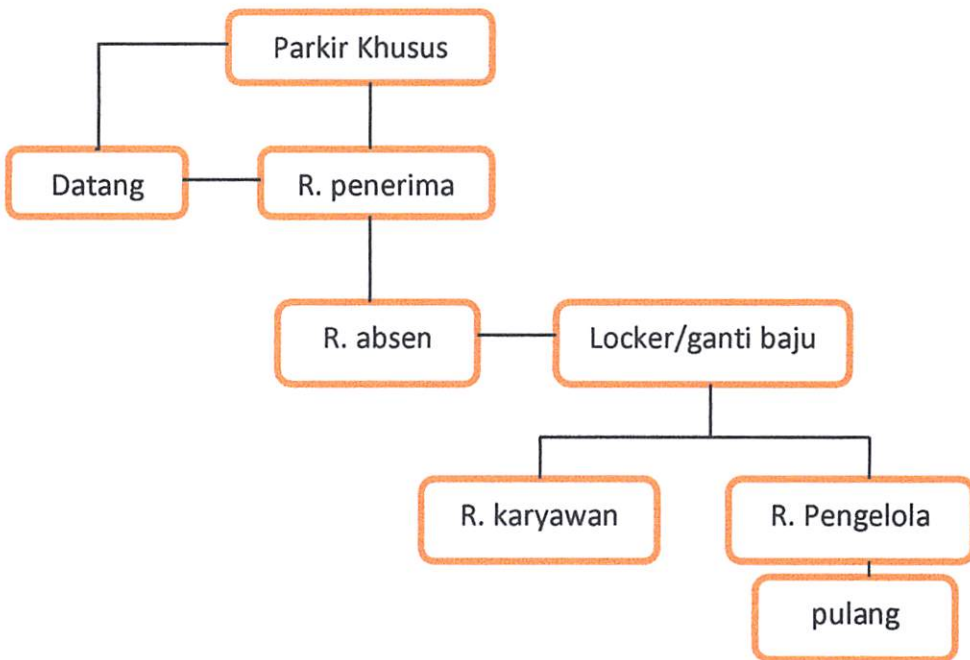 Parkir Khusus
Datang
R. penerima
R. absen
Locker/ganti baju
R. karyawan
R. Pengelola
pulang